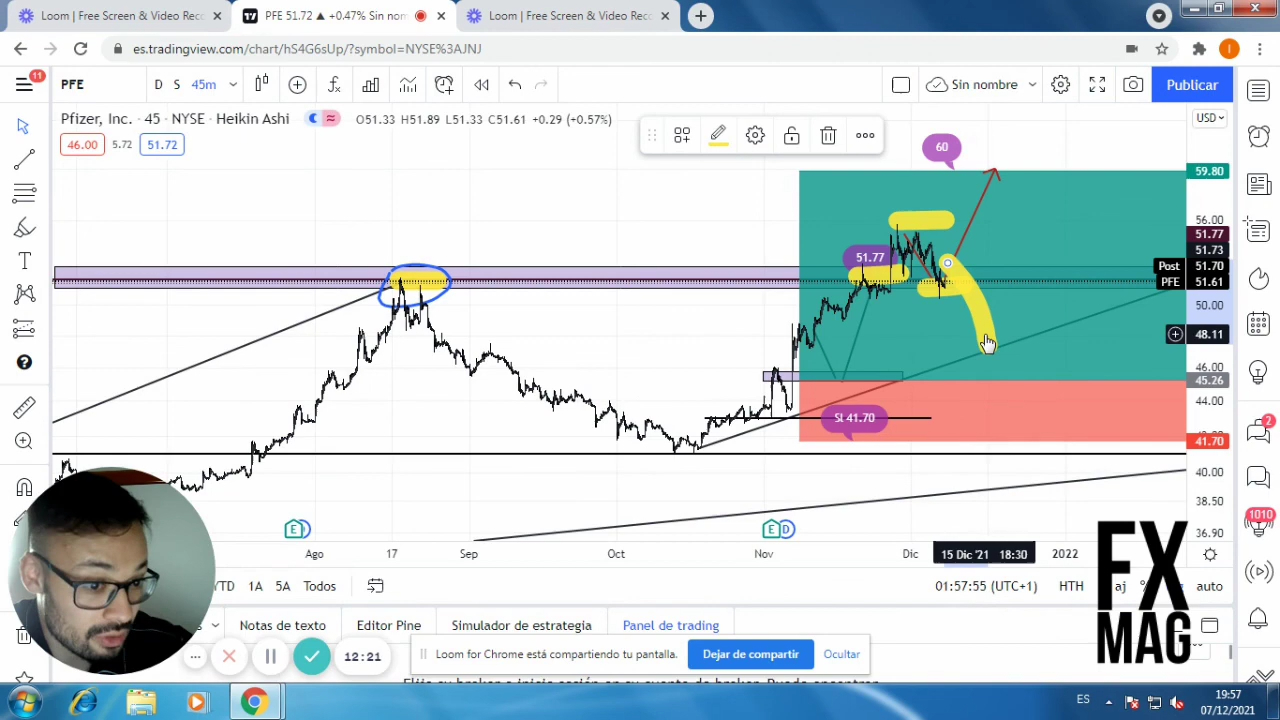 Loom | Free Screen & Video Reco
PFE 51.72 ▲ +0.47% Sin nom
Loom | Free Screen & Video Reco
es.tradingview.com/chart/hS4G6sUp/?symbol=NYSE%3AJNJ
I
11
PFE
D S 45m
Sin nombre
Publicar
Pfizer, Inc. · 45 · NYSE · Heikin Ashi
O51.33 H51.89 L51.33 C51.61 +0.29 (+0.57%)
USD
46.00 5.72 51.72
60
59.80
56.00
51.77
51.77
51.73
Post 51.70
PFE 51.61
50.00
48.11
46.00
45.26
44.00
SL 41.70
41.70
40.00
38.50
36.90
2
1010
E D
E D
Ago 17 Sep Oct Nov Dic 15 Dic '21 18:30 2022
YTD 1A 5A Todos
01:57:55 (UTC+1) HTH aj % auto
Notas de texto Editor Pine Simulador de estrategia Panel de trading
12:21
Loom for Chrome está compartiendo tu pantalla. Dejar de compartir Ocultar
FX
MAG
ES
19:57
07/12/2021